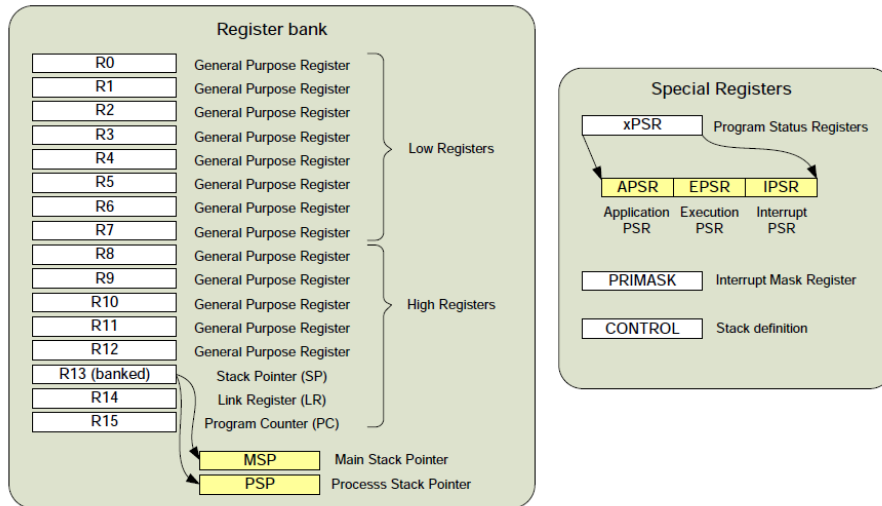 Register bank
R0 General Purpose Register
R1 General Purpose Register
R2 General Purpose Register
R3 General Purpose Register
R4 General Purpose Register
R5 General Purpose Register
R6 General Purpose Register
R7 General Purpose Register
Low Registers
R8 General Purpose Register
R9 General Purpose Register
R10 General Purpose Register
R11 General Purpose Register
R12 General Purpose Register
R13 (banked) Stack Pointer (SP)
R14 Link Register (LR)
R15 Program Counter (PC)
High Registers
MSP Main Stack Pointer
PSP Processs Stack Pointer
Special Registers
xPSR Program Status Registers
APSR EPSR IPSR
Application Execution Interrupt
PSR PSR PSR
PRIMASK Interrupt Mask Register
CONTROL Stack definition